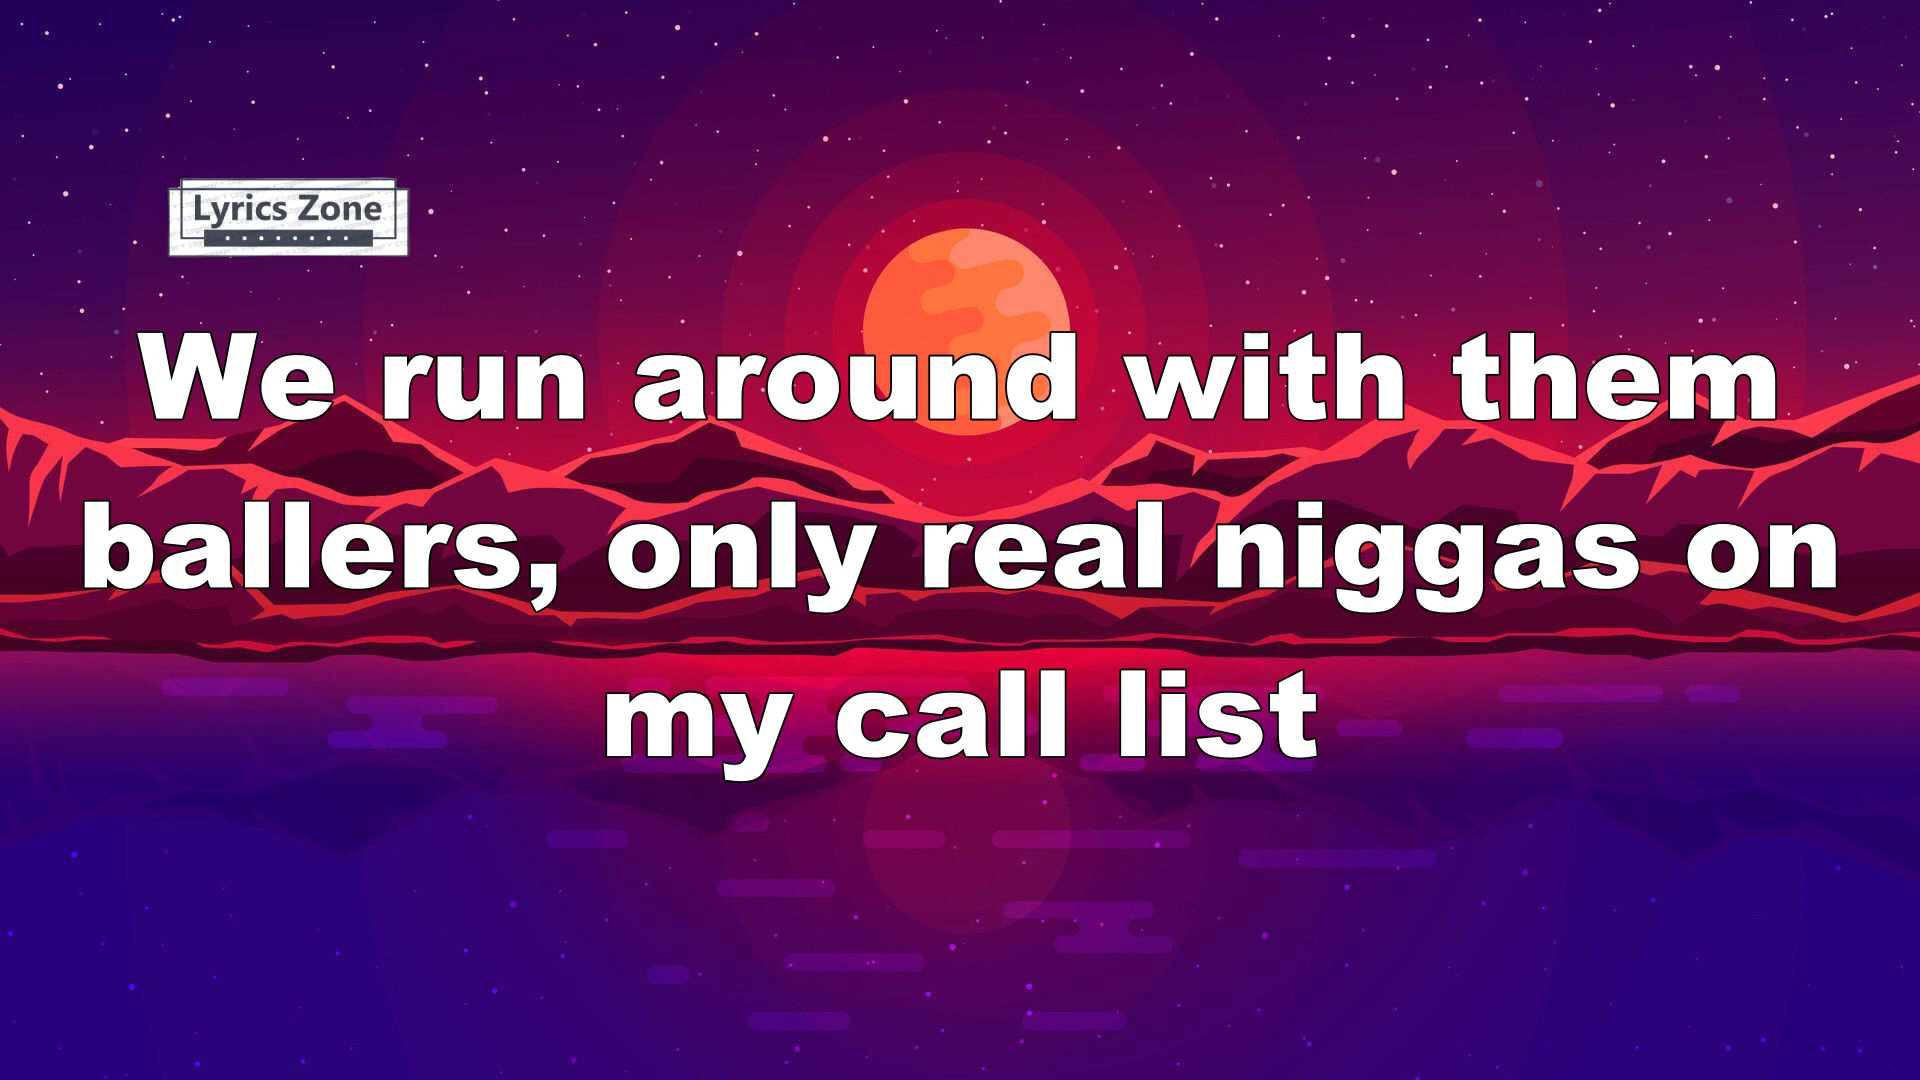 Lyrics Zone
We run around with them
ballers, only real niggas on
my call list